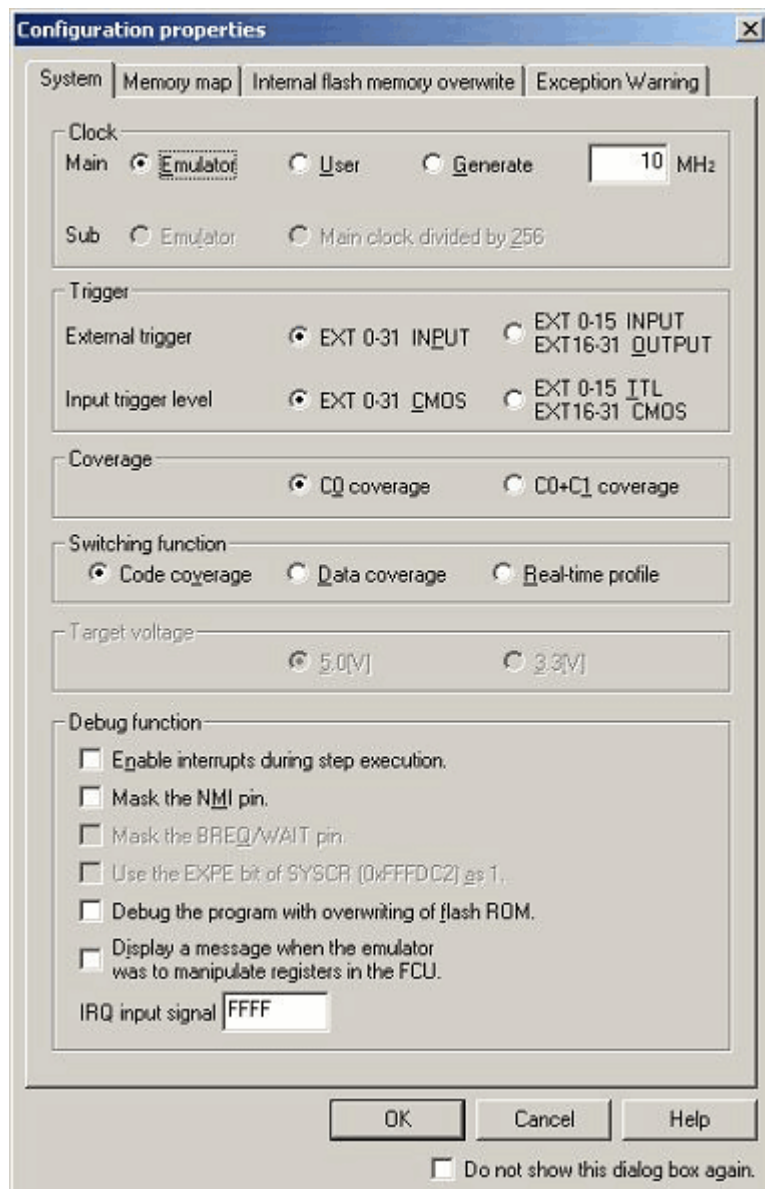 Configuration properties
System Memory map Internal flash memory overwrite Exception Warning
Clock
Main Emulator User Generate 10 MHz
Sub Emulator Main clock divided by 256
Trigger
External trigger EXT 0-31 INPUT EXT 0-15 INPUT
EXT16-31 OUTPUT
Input trigger level EXT 0-31 CMOS EXT 0-15 TTL
EXT16-31 CMOS
Coverage
C0 coverage C0+C1 coverage
Switching function
Code coverage Data coverage Real-time profile
Target voltage
5.0[V] 3.3[V]
Debug function
Enable interrupts during step execution.
Mask the NMI pin.
Mask the BREQ/WAIT pin.
Use the EXPE bit of SYSCR (0xFFFDC2) as 1.
Debug the program with overwriting of flash ROM.
Display a message when the emulator
was to manipulate registers in the FCU.
IRQ input signal FFFF
OK Cancel Help
Do not show this dialog box again.